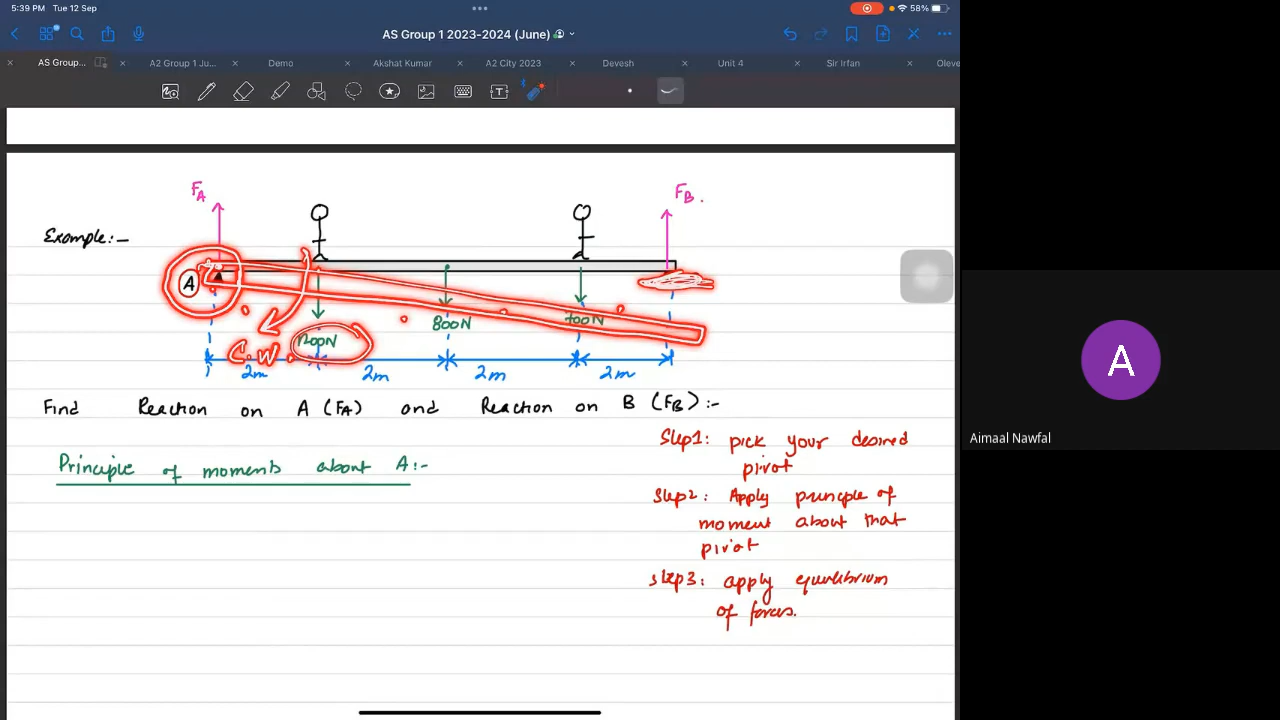 5:39 PM Tue 12 Sep
58%
AS Group 1 2023-2024 (June)
AS Group...
A2 Group 1 Ju...
Demo
Akshat Kumar
A2 City 2023
Devesh
Unit 4
Sir Irfan
Oleve
FA
FB.
Example:-
A
C.W.
1200N
800N
700N
2m
2m
2m
2m
Find Reaction on A (FA) and Reaction on B (FB):-
Principle of moments about A:-
Step1: pick your desired
pivot
Step2: Apply principle of
moment about that
pivot
Step3: apply equilibrium
of forces.
A
Aimaal Nawfal